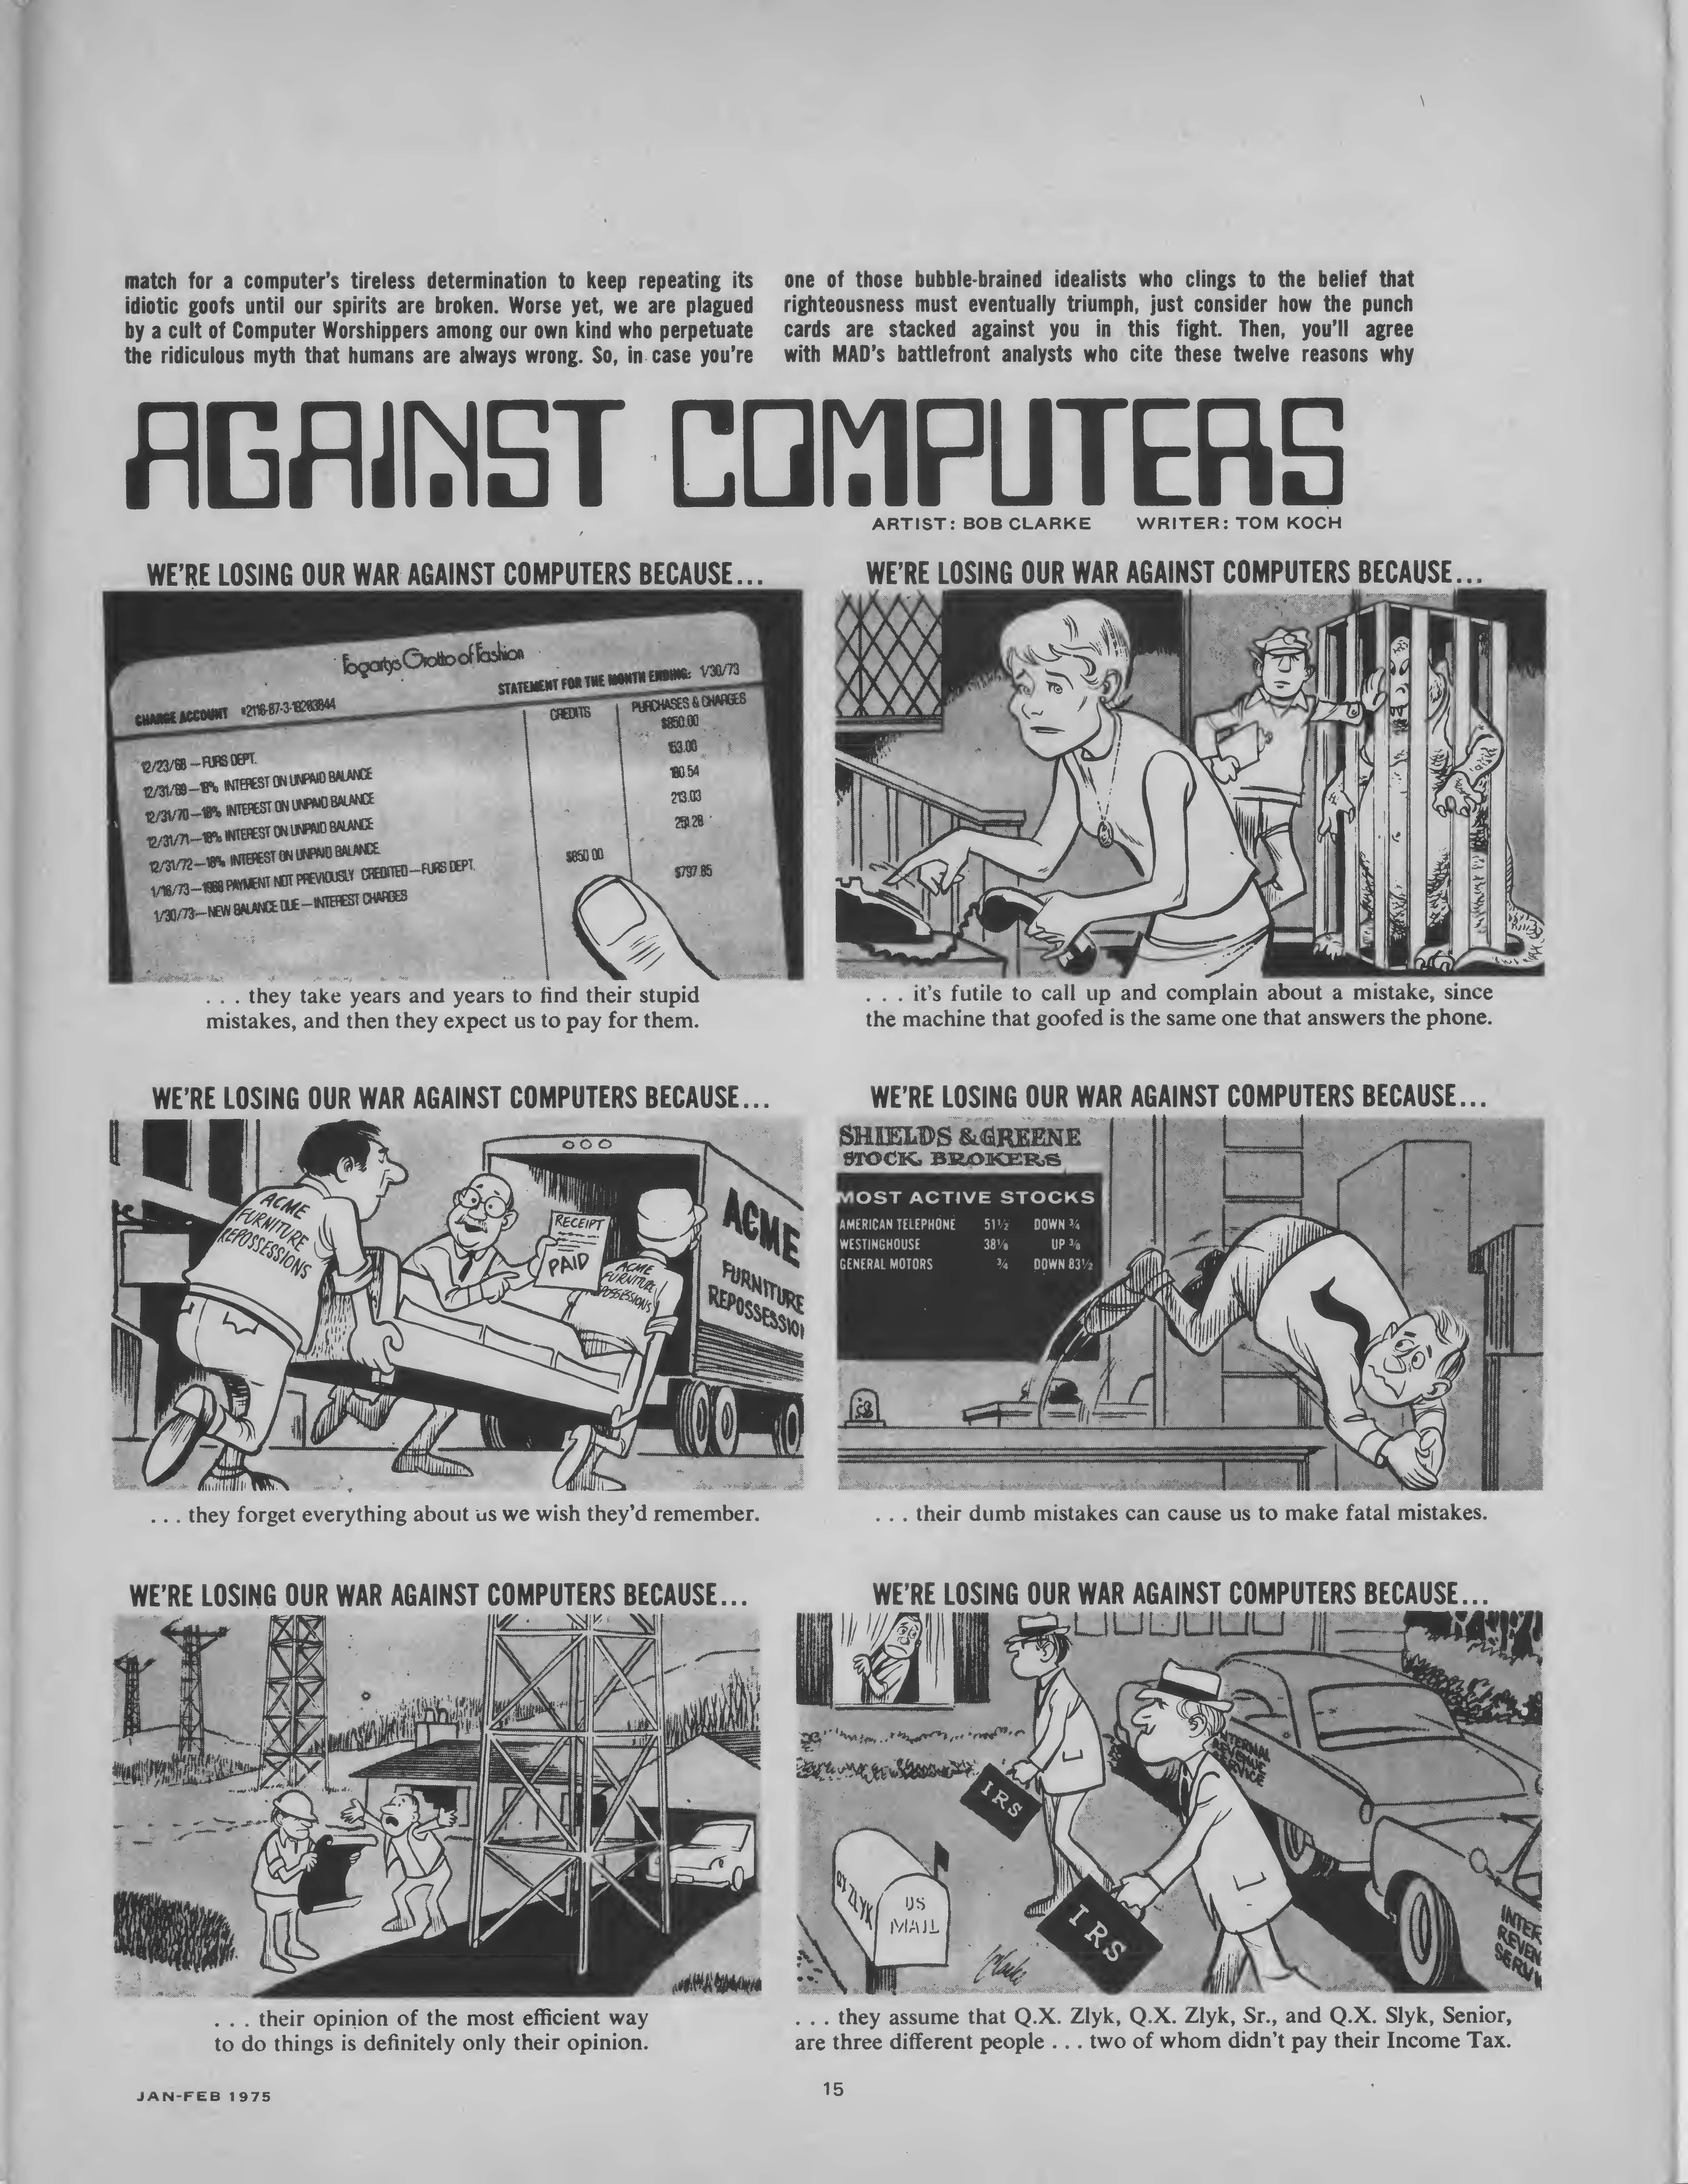 match for a computer's tireless determination to keep repeating its
idiotic goofs until our spirits are broken. Worse yet, we are plagued
by a cult of Computer Worshippers among our own kind who perpetuate
the ridiculous myth that humans are always wrong. So, in case you're
one of those bubble-brained idealists who clings to the belief that
righteousness must eventually triumph, just consider how the punch
cards are stacked against you in this fight. Then, you'll agree
with MAD's battlefront analysts who cite these twelve reasons why
AGAINST COMPUTERS
ARTIST: BOB CLARKE WRITER: TOM KOCH
WE'RE LOSING OUR WAR AGAINST COMPUTERS BECAUSE...
Fogartys Grotto of Fashion
STATEMENT FOR THE MONTH ENDING: 1/30/73
CHARGE ACCOUNT #2116-87-3-18283844
CREDITS
PURCHASES & CHARGES
12/23/68 — FURS DEPT. $850.00
12/31/69 — 18% INTEREST ON UNPAID BALANCE 153.00
12/31/70 — 18% INTEREST ON UNPAID BALANCE 180.54
12/31/71 — 18% INTEREST ON UNPAID BALANCE 213.03
12/31/72 — 18% INTEREST ON UNPAID BALANCE 251.28
1/16/73 — 1968 PAYMENT NOT PREVIOUSLY CREDITED — FURS DEPT. $850.00
1/30/73 — NEW BALANCE DUE — INTEREST CHARGES $797.85
. . . they take years and years to find their stupid
mistakes, and then they expect us to pay for them.
WE'RE LOSING OUR WAR AGAINST COMPUTERS BECAUSE...
. . . it's futile to call up and complain about a mistake, since
the machine that goofed is the same one that answers the phone.
WE'RE LOSING OUR WAR AGAINST COMPUTERS BECAUSE...
ACME
FURNITURE
REPOSSESSIONS
RECEIPT
PAID
ACME
FURNITURE
POSSESSIONS
ACME
FURNITURE
REPOSSESSION
. . . they forget everything about us we wish they'd remember.
WE'RE LOSING OUR WAR AGAINST COMPUTERS BECAUSE...
SHIELDS & GREENE
STOCK BROKERS
MOST ACTIVE STOCKS
AMERICAN TELEPHONE 51½ DOWN ¾
WESTINGHOUSE 38⅛ UP ⅜
GENERAL MOTORS ¾ DOWN 83½
. . . their dumb mistakes can cause us to make fatal mistakes.
WE'RE LOSING OUR WAR AGAINST COMPUTERS BECAUSE...
. . . their opinion of the most efficient way
to do things is definitely only their opinion.
WE'RE LOSING OUR WAR AGAINST COMPUTERS BECAUSE...
INTERNAL
REVENUE
SERVICE
IRS
IRS
ZLYK
US
MAIL
INTER
REVEN
SERV
Clarke
. . . they assume that Q.X. Zlyk, Q.X. Zlyk, Sr., and Q.X. Slyk, Senior,
are three different people . . . two of whom didn't pay their Income Tax.
JAN-FEB 1975
15